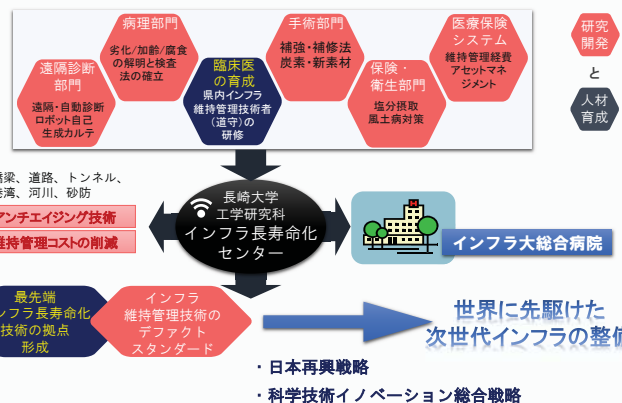 遠隔診断
部門
遠隔・自動診断
ロボット自己
生成カルテ
病理部門
劣化/加齢/腐食
の解明と検査
法の確立
臨床医
の育成
県内インフラ
維持管理技術者
(道守)の
研修
手術部門
補強・補修法
炭素・新素材
保険・
衛生部門
塩分摂取
風土病対策
医療保険
システム
維持管理経費
アセットマネ
ジメント
研究
開発
と
人材
育成
橋梁、道路、トンネル、
港湾、河川、砂防
アンチエイジング技術
維持管理コストの削減
長崎大学
工学研究科
インフラ長寿命化
センター
インフラ大総合病院
最先端
インフラ長寿命化
技術の拠点
形成
インフラ
維持管理技術の
デファクト
スタンダード
世界に先駆けた
次世代インフラの整備
・日本再興戦略
・科学技術イノベーション総合戦略